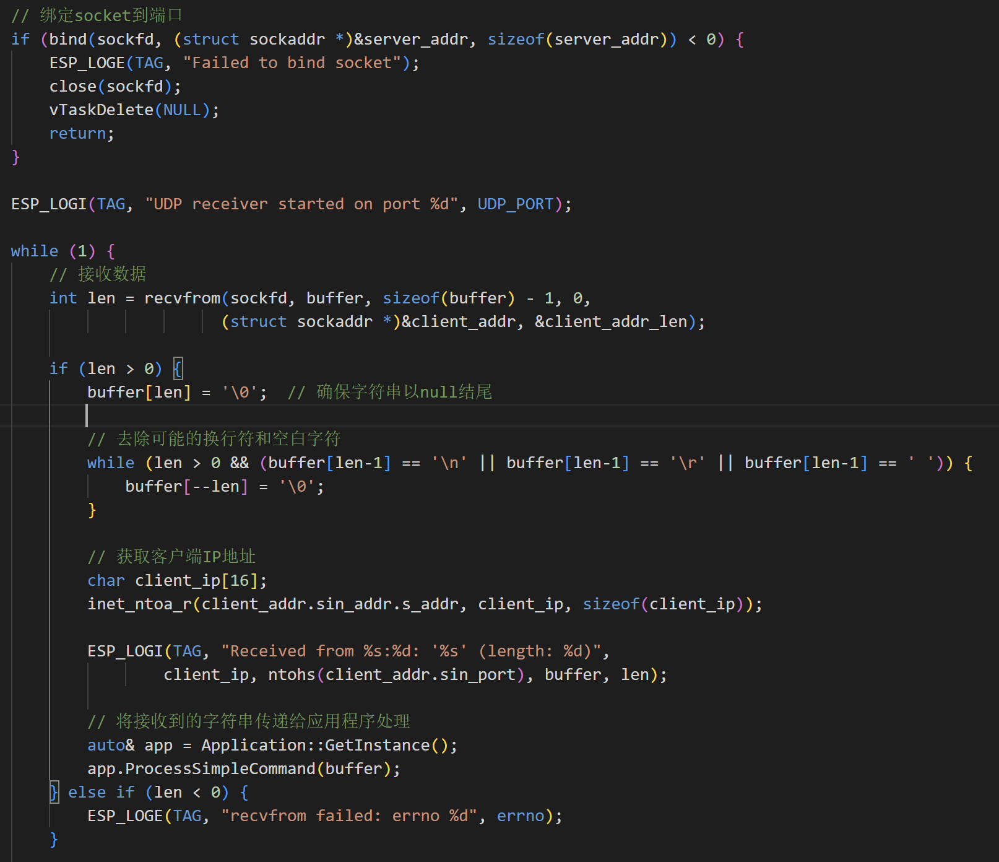 // 绑定socket到端口
if (bind(sockfd, (struct sockaddr *)&server_addr, sizeof(server_addr)) < 0) {
    ESP_LOGE(TAG, "Failed to bind socket");
    close(sockfd);
    vTaskDelete(NULL);
    return;
}

ESP_LOGI(TAG, "UDP receiver started on port %d", UDP_PORT);

while (1) {
    // 接收数据
    int len = recvfrom(sockfd, buffer, sizeof(buffer) - 1, 0,
                      (struct sockaddr *)&client_addr, &client_addr_len);

    if (len > 0) {
        buffer[len] = '\0';  // 确保字符串以null结尾

        // 去除可能的换行符和空白字符
        while (len > 0 && (buffer[len-1] == '\n' || buffer[len-1] == '\r' || buffer[len-1] == ' ')) {
            buffer[--len] = '\0';
        }

        // 获取客户端IP地址
        char client_ip[16];
        inet_ntoa_r(client_addr.sin_addr.s_addr, client_ip, sizeof(client_ip));

        ESP_LOGI(TAG, "Received from %s:%d: '%s' (length: %d)",
                client_ip, ntohs(client_addr.sin_port), buffer, len);

        // 将接收到的字符串传递给应用程序处理
        auto& app = Application::GetInstance();
        app.ProcessSimpleCommand(buffer);
    } else if (len < 0) {
        ESP_LOGE(TAG, "recvfrom failed: errno %d", errno);
    }